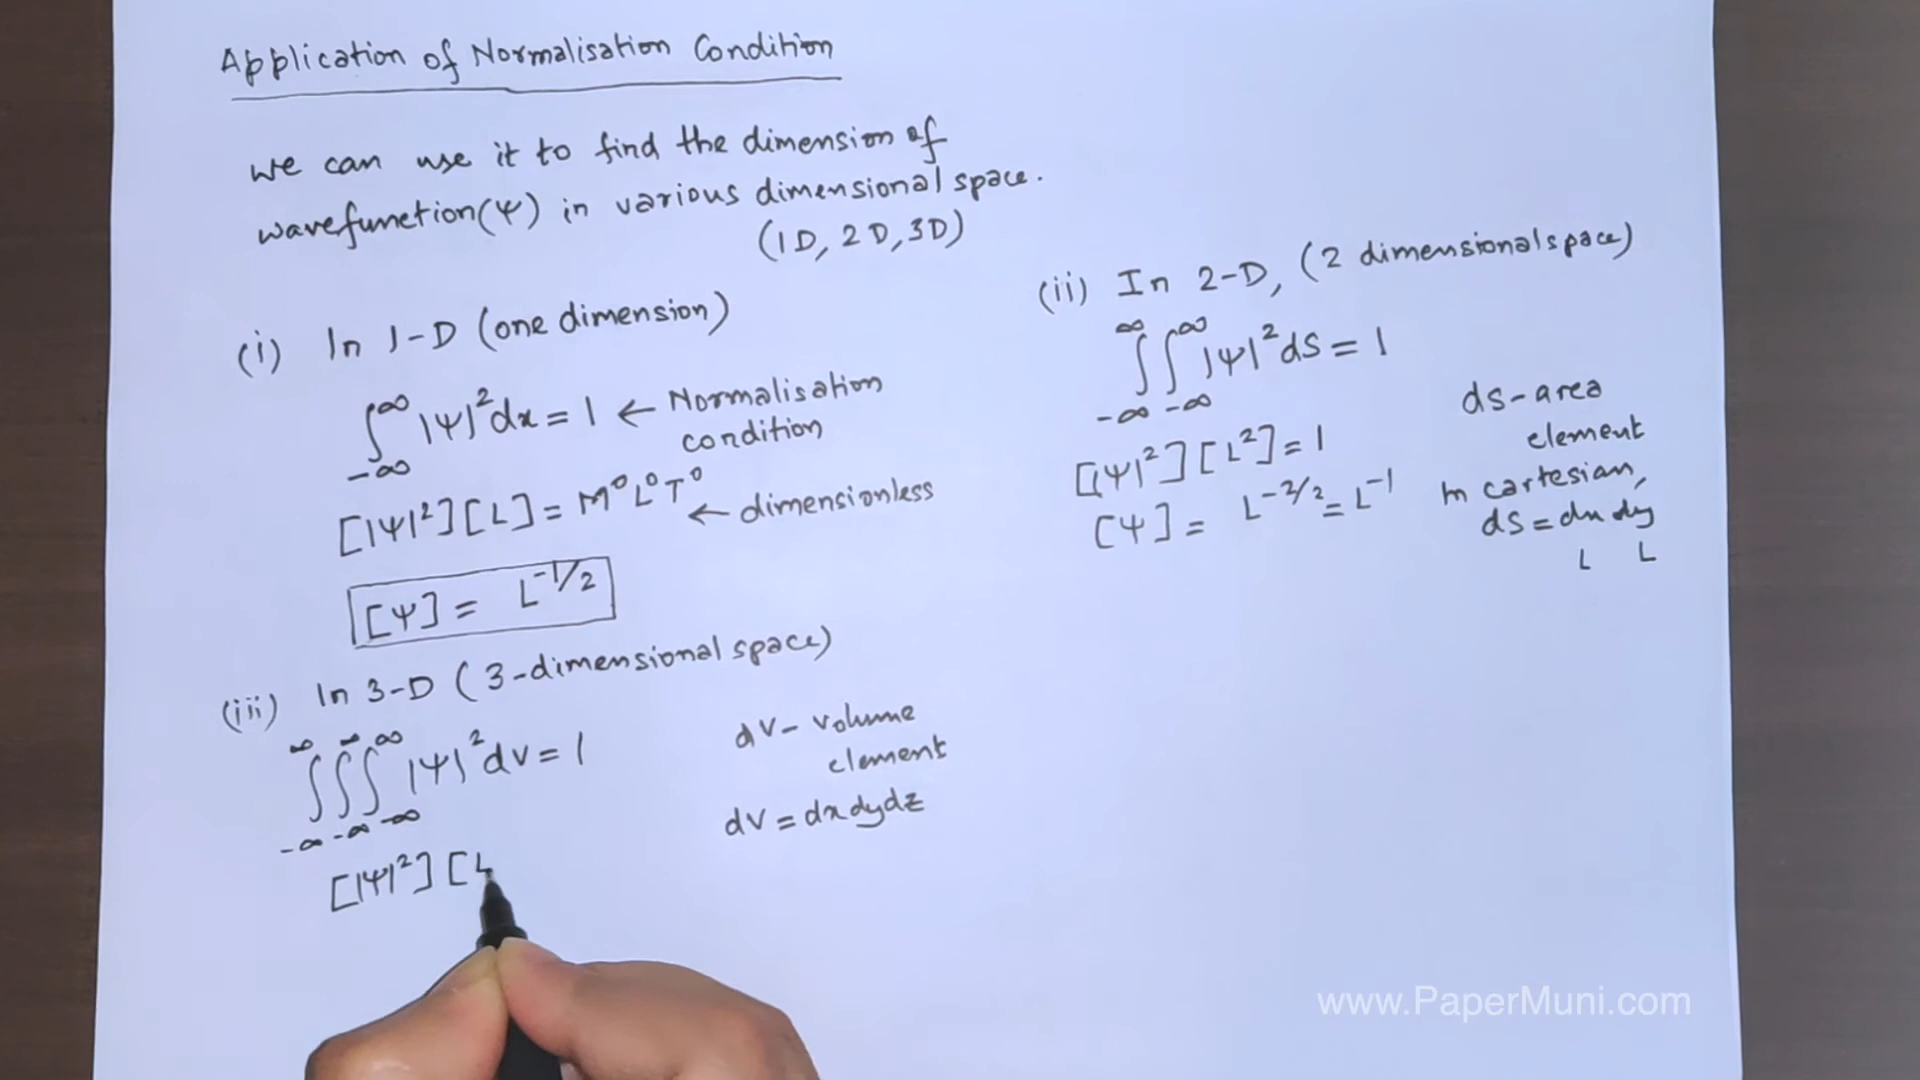 Application of Normalisation Condition
We can use it to find the dimension of
wavefunction(Ψ) in various dimensional space.
(1D, 2D, 3D)
(i) In 1-D (one dimension)
∫_{-∞}^{∞} |Ψ|² dx = 1 ← Normalisation
condition
[|Ψ|²][L] = M⁰L⁰T⁰ ← dimensionless
[Ψ] = L^{-1/2}
(ii) In 2-D, (2 dimensional space)
∫_{-∞}^{∞} ∫_{-∞}^{∞} |Ψ|² dS = 1
ds - area
element
[|Ψ|²][L²] = 1
In cartesian,
[Ψ] = L^{-2/2} = L^{-1}
dS = dx dy
L L
(iii) In 3-D (3-dimensional space)
∫_{-∞}^{∞} ∫_{-∞}^{∞} ∫_{-∞}^{∞} |Ψ|² dV = 1
dV - volume
element
dV = dxdydz
[|Ψ|²] [L
www.PaperMuni.com